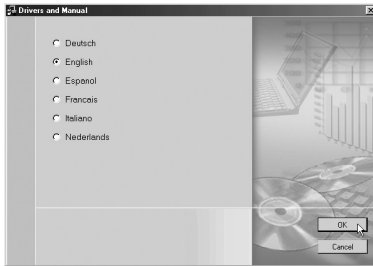 Drivers and Manual
Deutsch
English
Espanol
Francais
Italiano
Nederlands
OK
Cancel